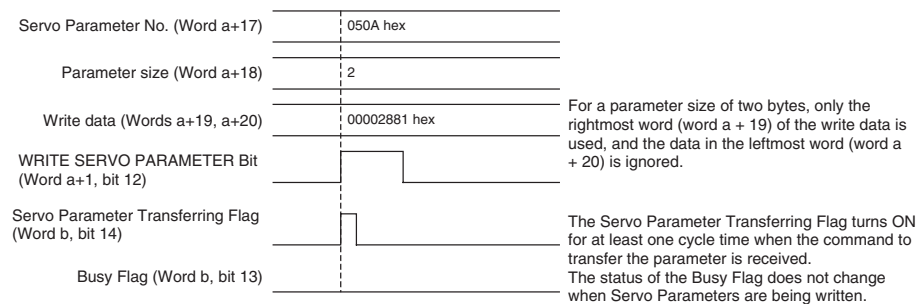 Servo Parameter No. (Word a+17)
050A hex
Parameter size (Word a+18)
2
Write data (Words a+19, a+20)
00002881 hex
For a parameter size of two bytes, only the
rightmost word (word a + 19) of the write data is
used, and the data in the leftmost word (word a
+ 20) is ignored.
WRITE SERVO PARAMETER Bit
(Word a+1, bit 12)
Servo Parameter Transferring Flag
(Word b, bit 14)
The Servo Parameter Transferring Flag turns ON
for at least one cycle time when the command to
transfer the parameter is received.
Busy Flag (Word b, bit 13)
The status of the Busy Flag does not change
when Servo Parameters are being written.